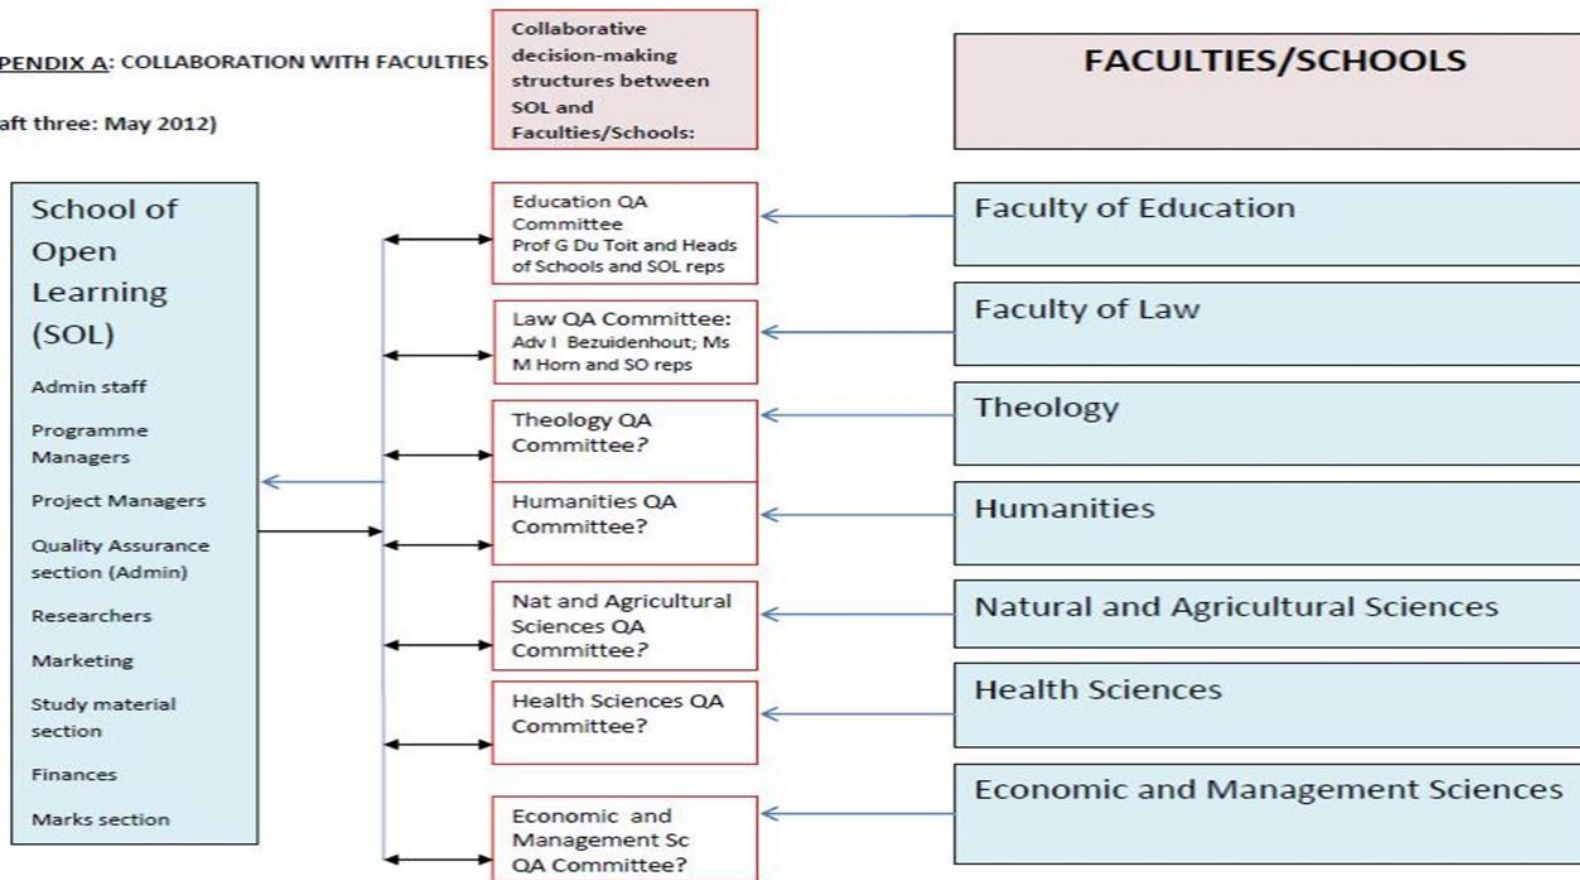 PENDIX A: COLLABORATION WITH FACULTIES
aft three: May 2012)
Collaborative
decision-making
structures between
SOL and
Faculties/Schools:
FACULTIES/SCHOOLS
School of
Open
Learning
(SOL)
Admin staff
Programme
Managers
Project Managers
Quality Assurance
section (Admin)
Researchers
Marketing
Study material
section
Finances
Marks section
Education QA
Committee
Prof G Du Toit and Heads
of Schools and SOL reps
Law QA Committee:
Adv I Bezuidenhout; Ms
M Horn and SO reps
Theology QA
Committee?
Humanities QA
Committee?
Nat and Agricultural
Sciences QA
Committee?
Health Sciences QA
Committee?
Economic and
Management Sc
QA Committee?
Faculty of Education
Faculty of Law
Theology
Humanities
Natural and Agricultural Sciences
Health Sciences
Economic and Management Sciences